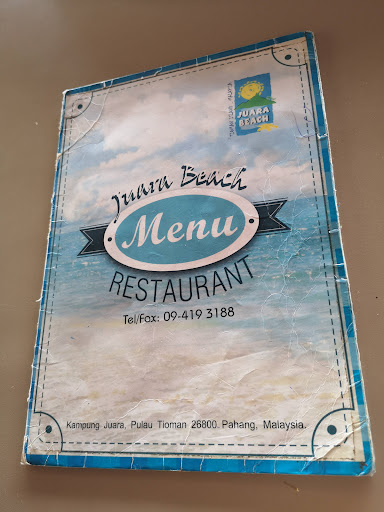 JUARA
BEACH
Juara Beach
Menu
RESTAURANT
Tel/Fax: 09-419 3188
Kampung Juara, Pulau Tioman 26800, Pahang, Malaysia.